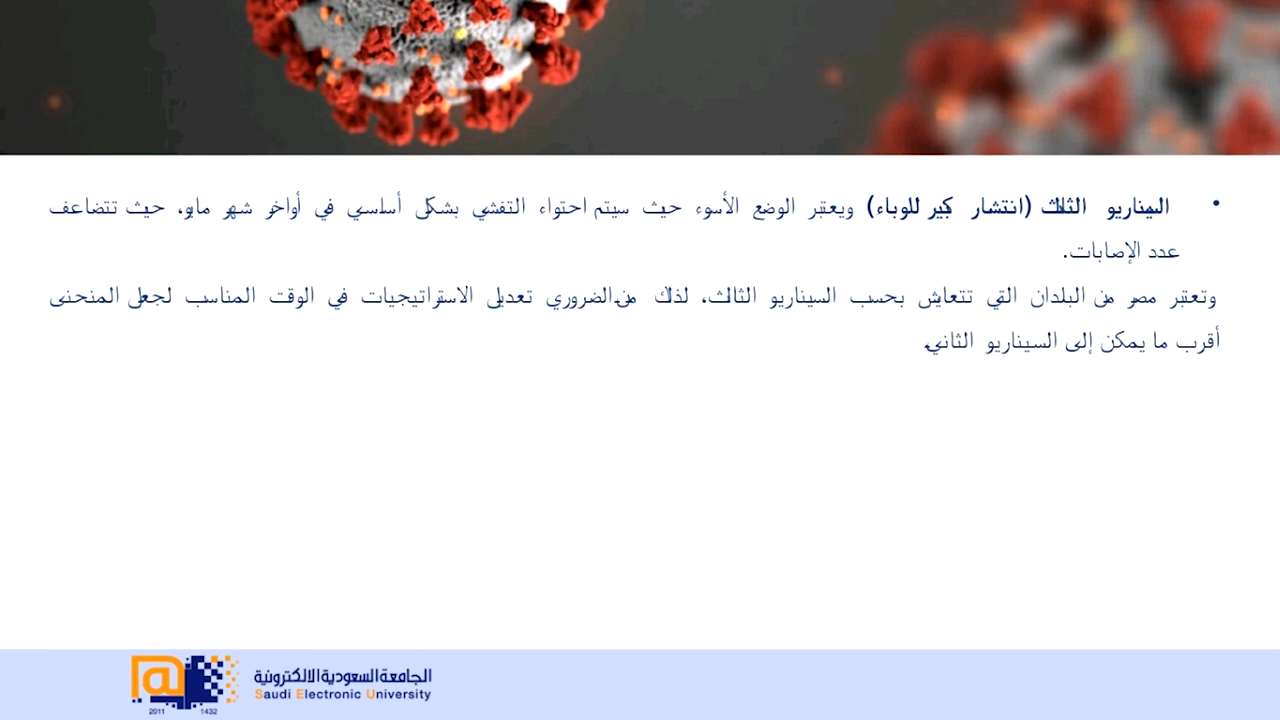 • السيناريو الثالث (انتشار كبير للوباء) ويعتبر الوضع الأسوء حيث سيتم احتواء التفشي بشكل أساسي في أواخر شهر مايو، حيث تتضاعف
عدد الإصابات.
وتعتبر مصر من البلدان التي تتعايش بحسب السيناريو الثالث، لذلك من الضروري تعديل الاستراتيجيات في الوقت المناسب لجعل المنحنى
أقرب ما يمكن إلى السيناريو الثاني.
الجامعة السعودية الالكترونية
Saudi Electronic University
2011 1432